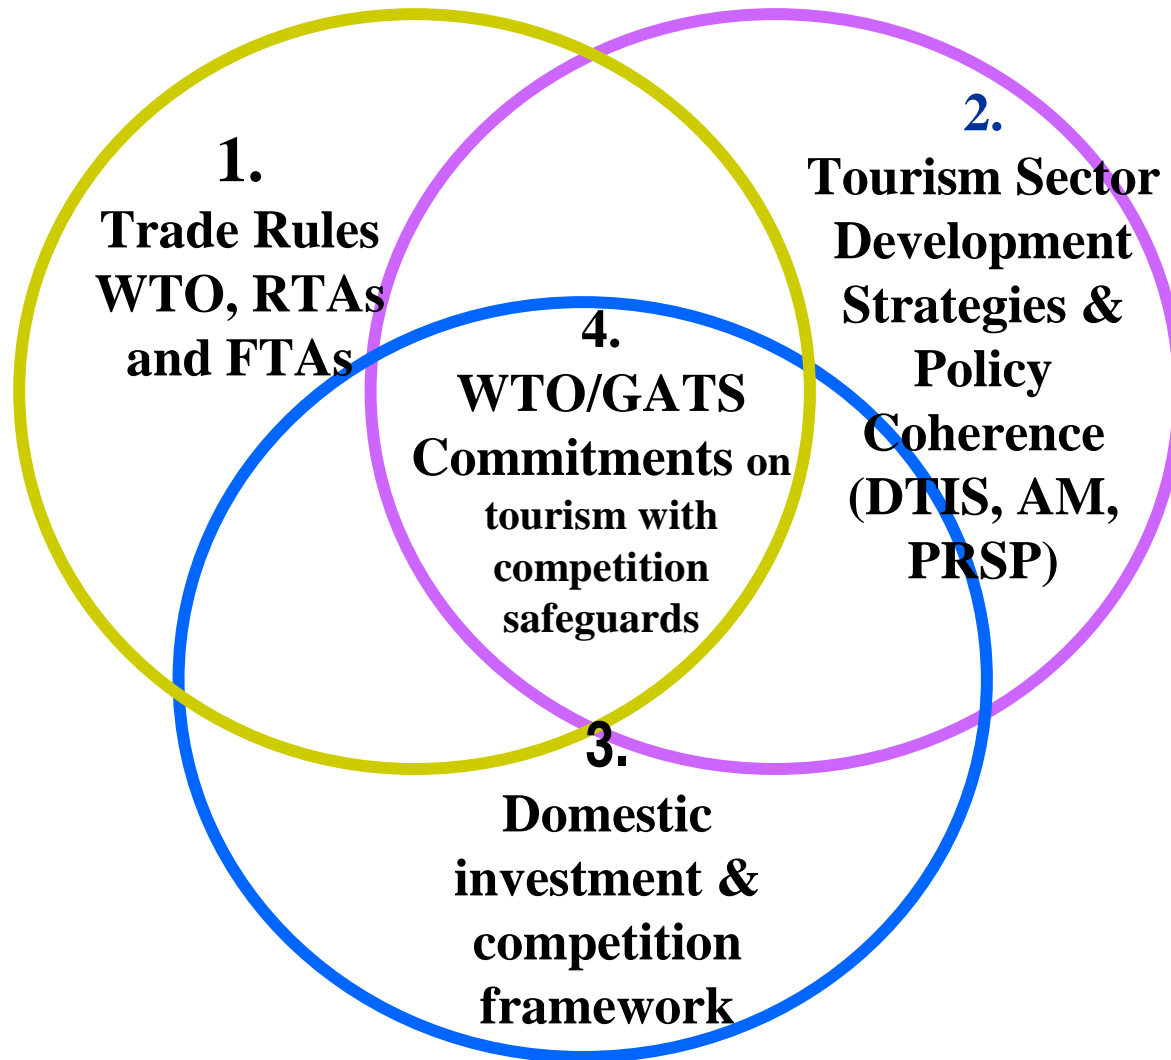 1.
Trade Rules
WTO, RTAs
and FTAs
2.
Tourism Sector
Development
Strategies &
Policy
Coherence
(DTIS, AM,
PRSP)
4.
WTO/GATS
Commitments on
tourism with
competition
safeguards
3.
Domestic
investment &
competition
framework